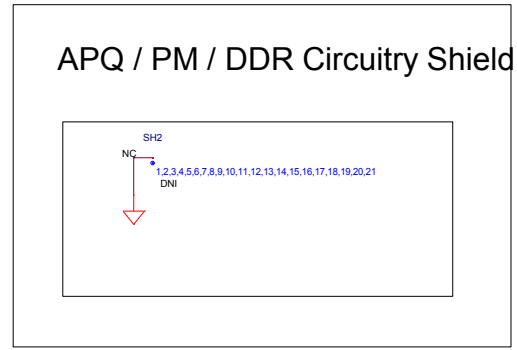 APQ / PM / DDR Circuitry Shield
SH2
NC
1,2,3,4,5,6,7,8,9,10,11,12,13,14,15,16,17,18,19,20,21
DNI